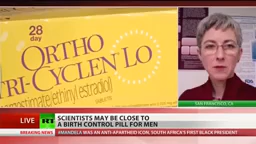 28
day
ORTHO
TRI-CYCLEN LO
SAN FRANCISCO, CA
LIVE
RT
SCIENTISTS MAY BE CLOSE TO
A BIRTH CONTROL PILL FOR MEN
MANDELA WAS AN ANTI-APARTHEID ICON, SOUTH AFRICA'S FIRST BLACK PRESIDENT